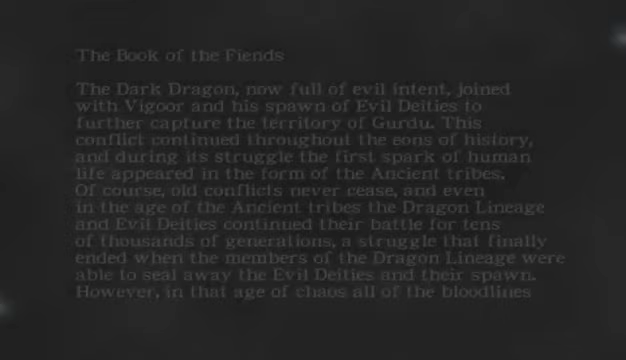 The Book of the Fiends
The Dark Dragon, now full of evil intent, joined
with Vigoor and his spawn of Evil Deities to
further capture the territory of Gurdu. This
conflict continued throughout the eons of history,
and during its struggle the first spark of human
life appeared in the form of the Ancient tribes.
Of course, old conflicts never cease, and even
in the age of the Ancient tribes the Dragon Lineage
and Evil Deities continued their battle for tens
of thousands of generations, a struggle that finally
ended when the members of the Dragon Lineage were
able to seal away the Evil Deities and their spawn.
However, in that age of chaos all of the bloodlines